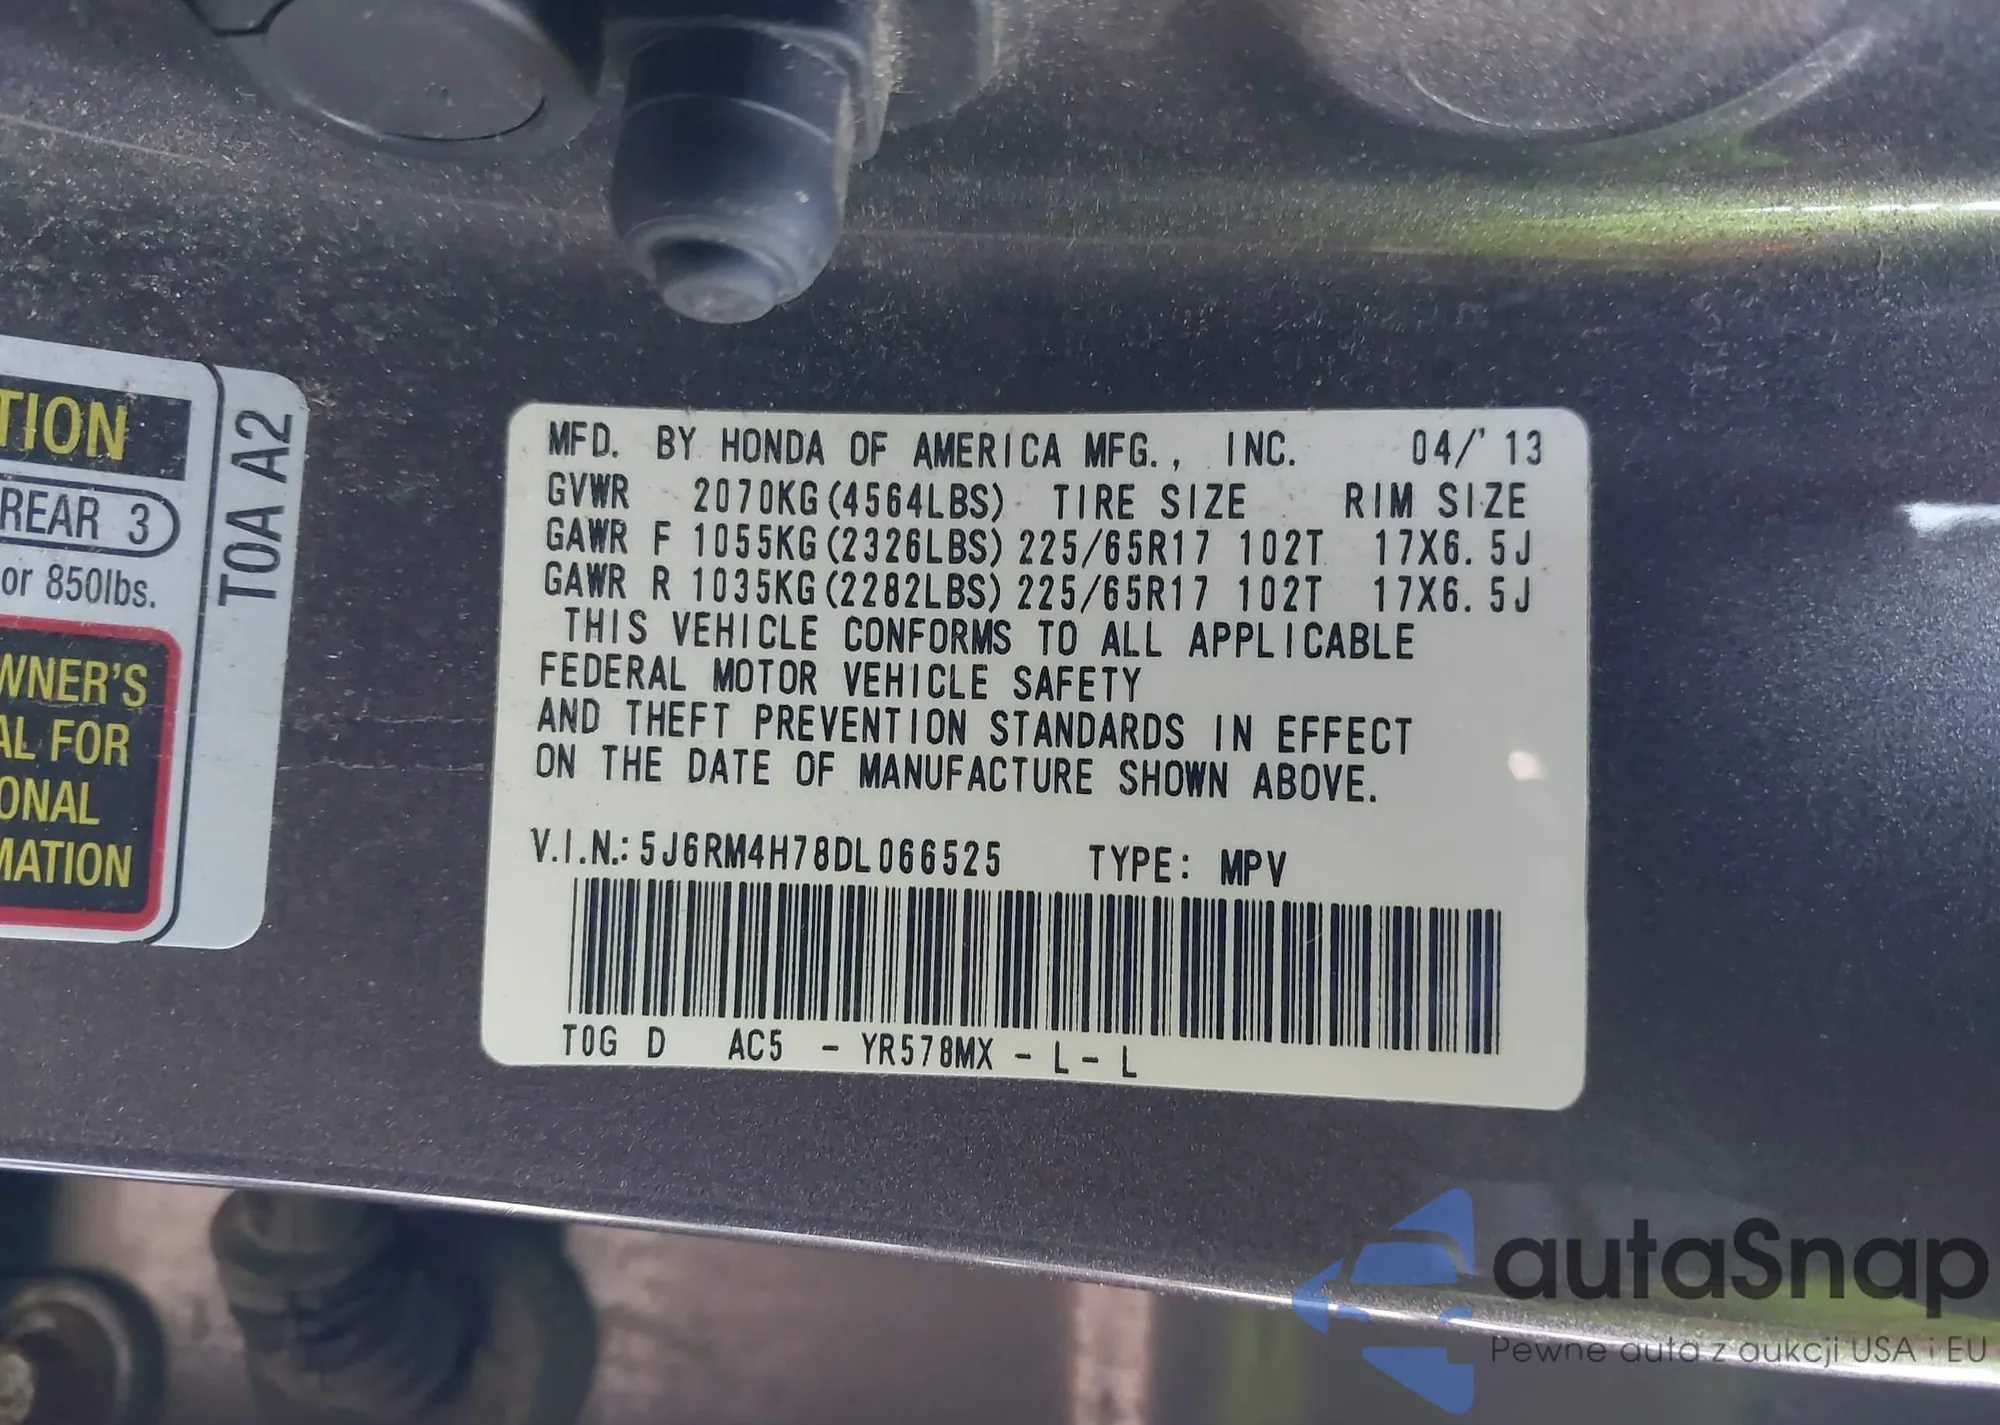 TION
REAR 3
or 850lbs.
WNER'S
AL FOR
ONAL
MATION
T0A A2
MFD. BY HONDA OF AMERICA MFG., INC. 04/'13
GVWR 2070KG(4564LBS) TIRE SIZE RIM SIZE
GAWR F 1055KG(2326LBS) 225/65R17 102T 17X6.5J
GAWR R 1035KG(2282LBS) 225/65R17 102T 17X6.5J
THIS VEHICLE CONFORMS TO ALL APPLICABLE
FEDERAL MOTOR VEHICLE SAFETY
AND THEFT PREVENTION STANDARDS IN EFFECT
ON THE DATE OF MANUFACTURE SHOWN ABOVE.
V.I.N.: 5J6RM4H78DL066525 TYPE: MPV
T0G D AC5 - YR578MX - L - L
autaSnap
Pewne auta z aukcji USA i EU